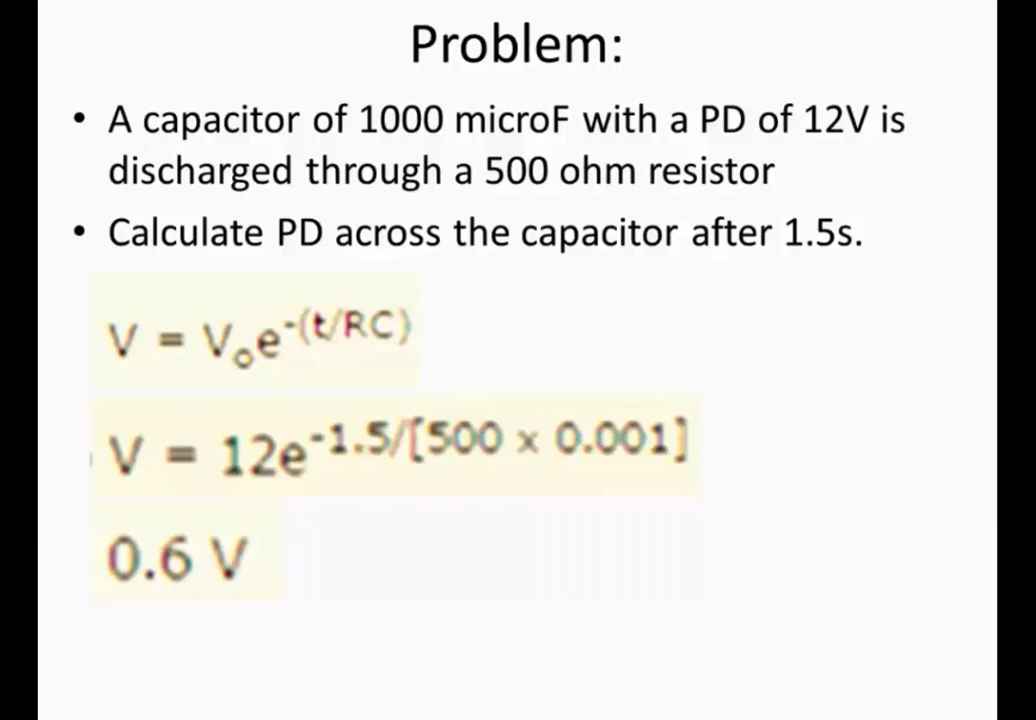 Problem:
• A capacitor of 1000 microF with a PD of 12V is
discharged through a 500 ohm resistor
• Calculate PD across the capacitor after 1.5s.
V = V₀e^-(t/RC)
V = 12e^-1.5/[500 x 0.001]
0.6 V